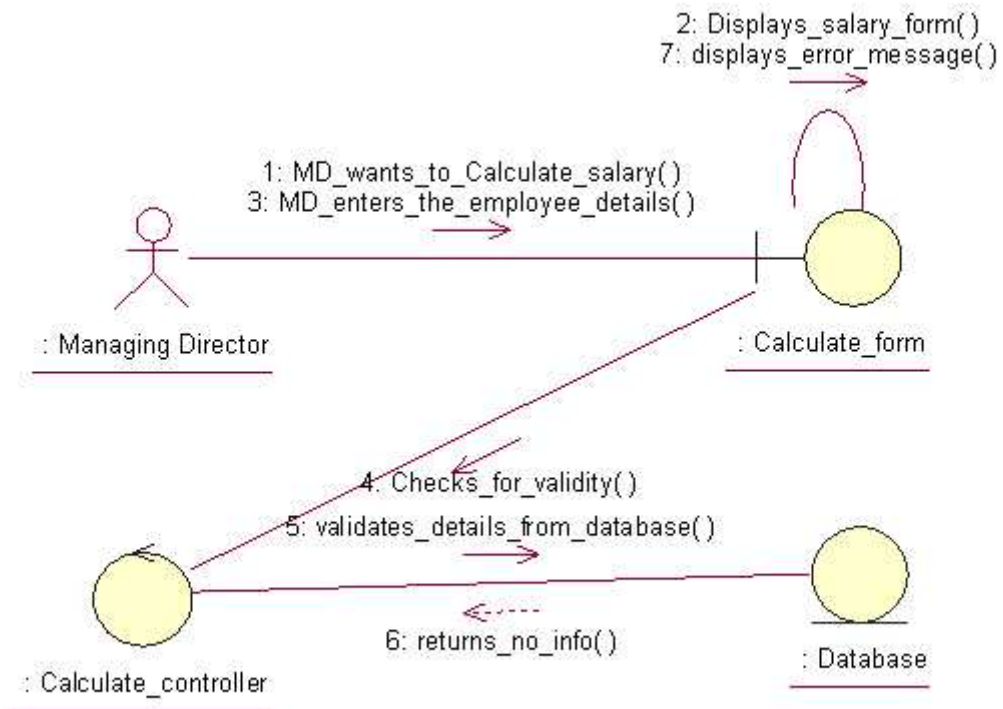 2: Displays_salary_form()
7: displays_error_message()
1: MD_wants_to_Calculate_salary()
3: MD_enters_the_employee_details()
: Managing Director
: Calculate_form
4: Checks_for_validity()
5: validates_details_from_database()
6: returns_no_info()
: Database
: Calculate_controller